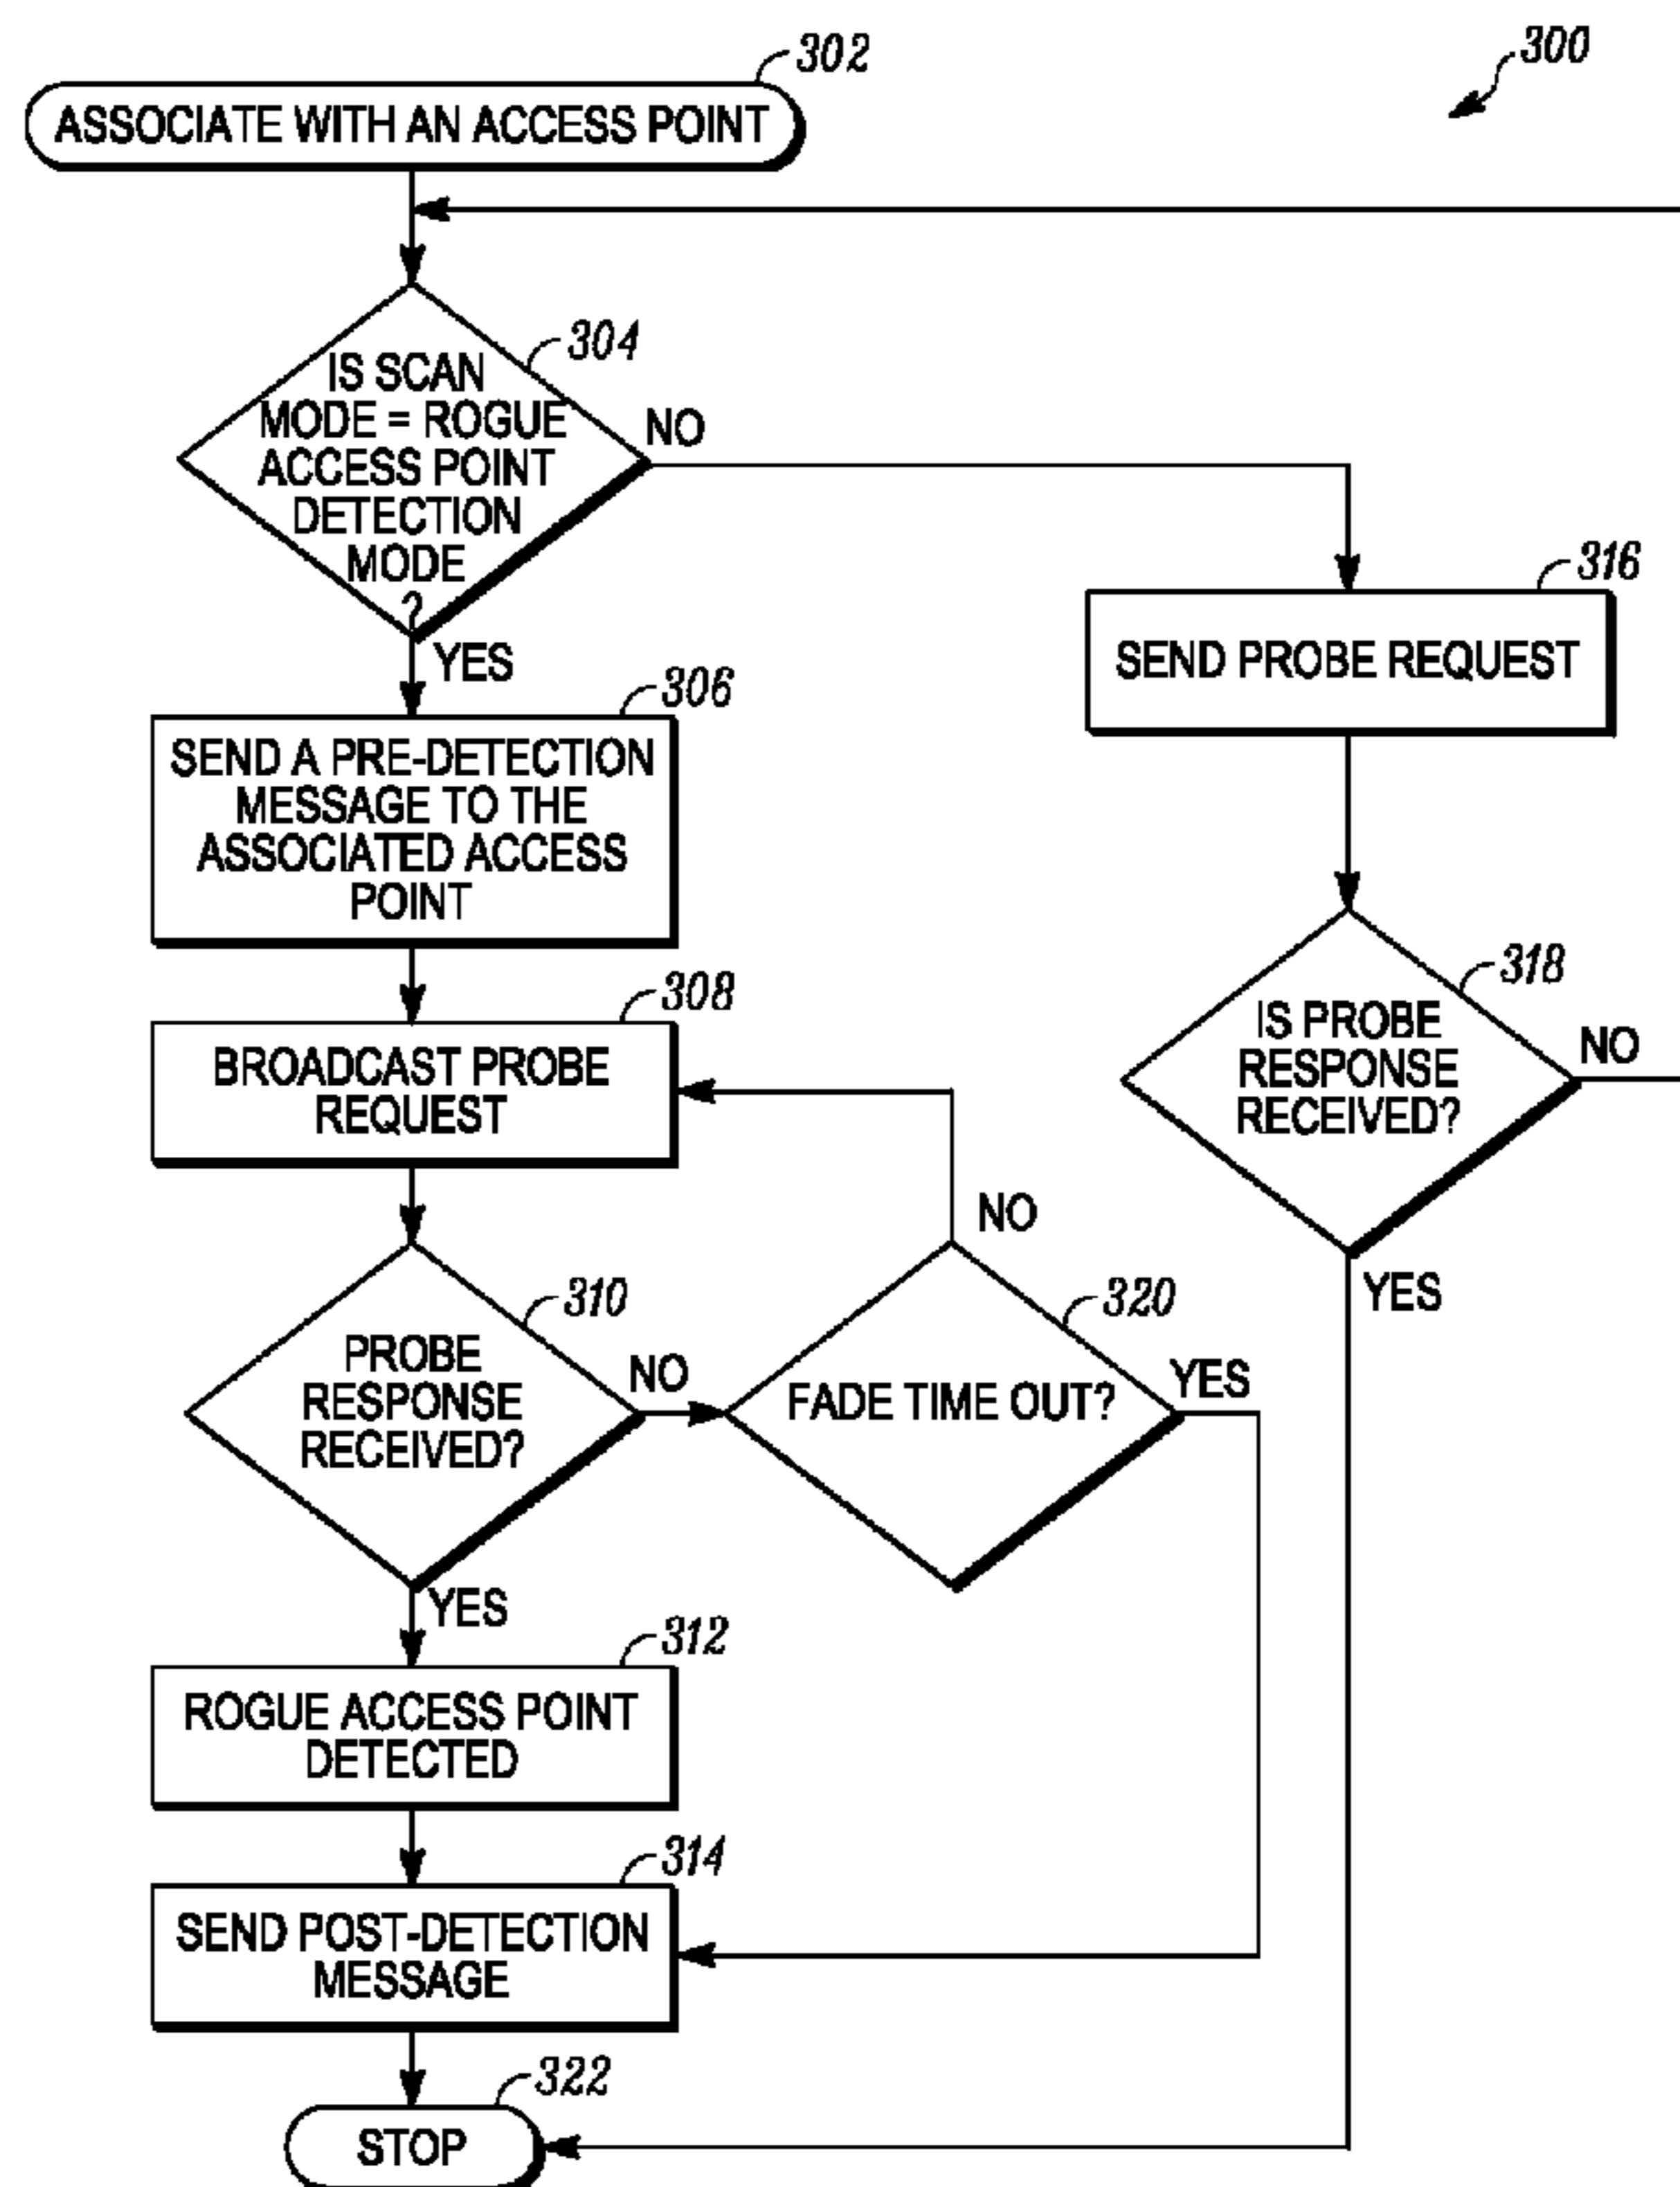 302
300
ASSOCIATE WITH AN ACCESS POINT
304
IS SCAN
MODE = ROGUE
ACCESS POINT
DETECTION
MODE
?
NO
YES
316
SEND PROBE REQUEST
306
SEND A PRE-DETECTION
MESSAGE TO THE
ASSOCIATED ACCESS
POINT
318
IS PROBE
RESPONSE
RECEIVED?
NO
YES
308
BROADCAST PROBE
REQUEST
310
PROBE
RESPONSE
RECEIVED?
NO
YES
320
FADE TIME OUT?
NO
YES
312
ROGUE ACCESS POINT
DETECTED
314
SEND POST-DETECTION
MESSAGE
322
STOP